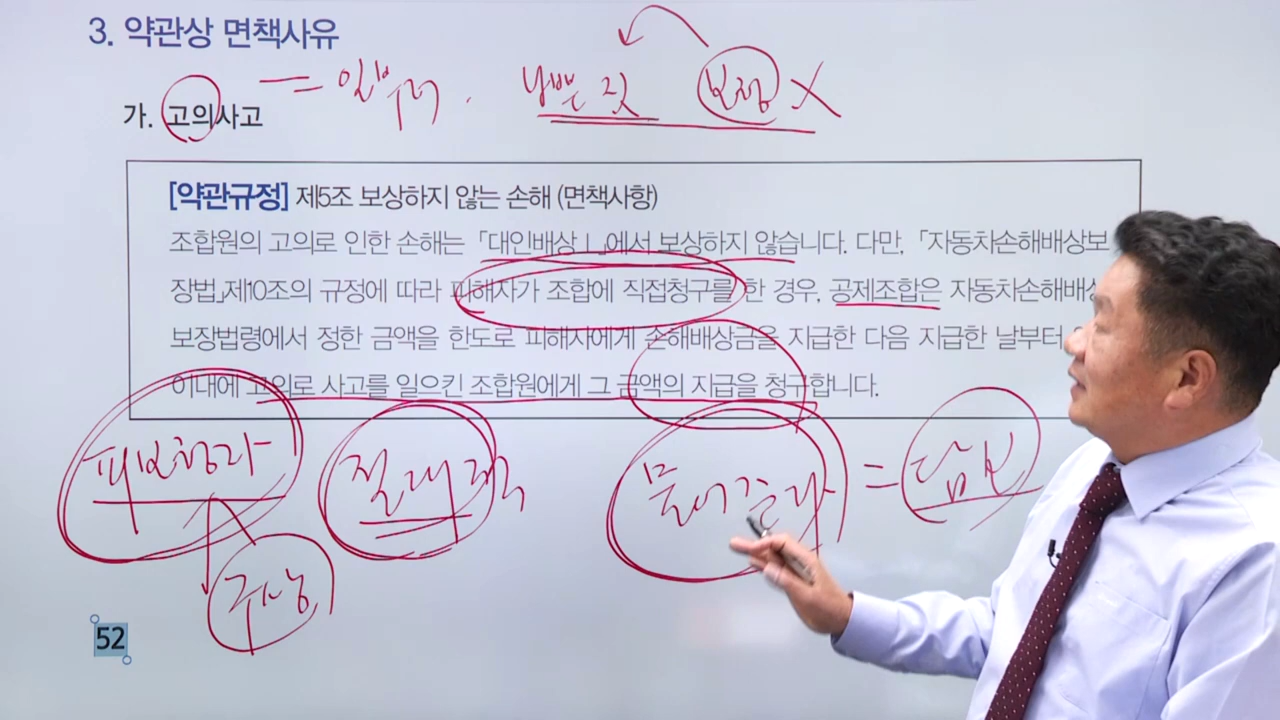 3. 약관상 면책사유
= 일부러. 나쁜 짓 보장 X
가. 고의사고
[약관규정] 제5조 보상하지 않는 손해 (면책사항)
조합원의 고의로 인한 손해는 「대인배상Ⅰ」에서 보상하지 않습니다. 다만, 「자동차손해배상보
장법」제10조의 규정에 따라 피해자가 조합에 직접청구를 한 경우, 공제조합은 자동차손해배상
보장법령에서 정한 금액을 한도로 피해자에게 손해배상금을 지급한 다음 지급한 날부터
이내에 고의로 사고를 일으킨 조합원에게 그 금액의 지급을 청구합니다.
피보험자 절대적 물어준다 = 담보
구상
52